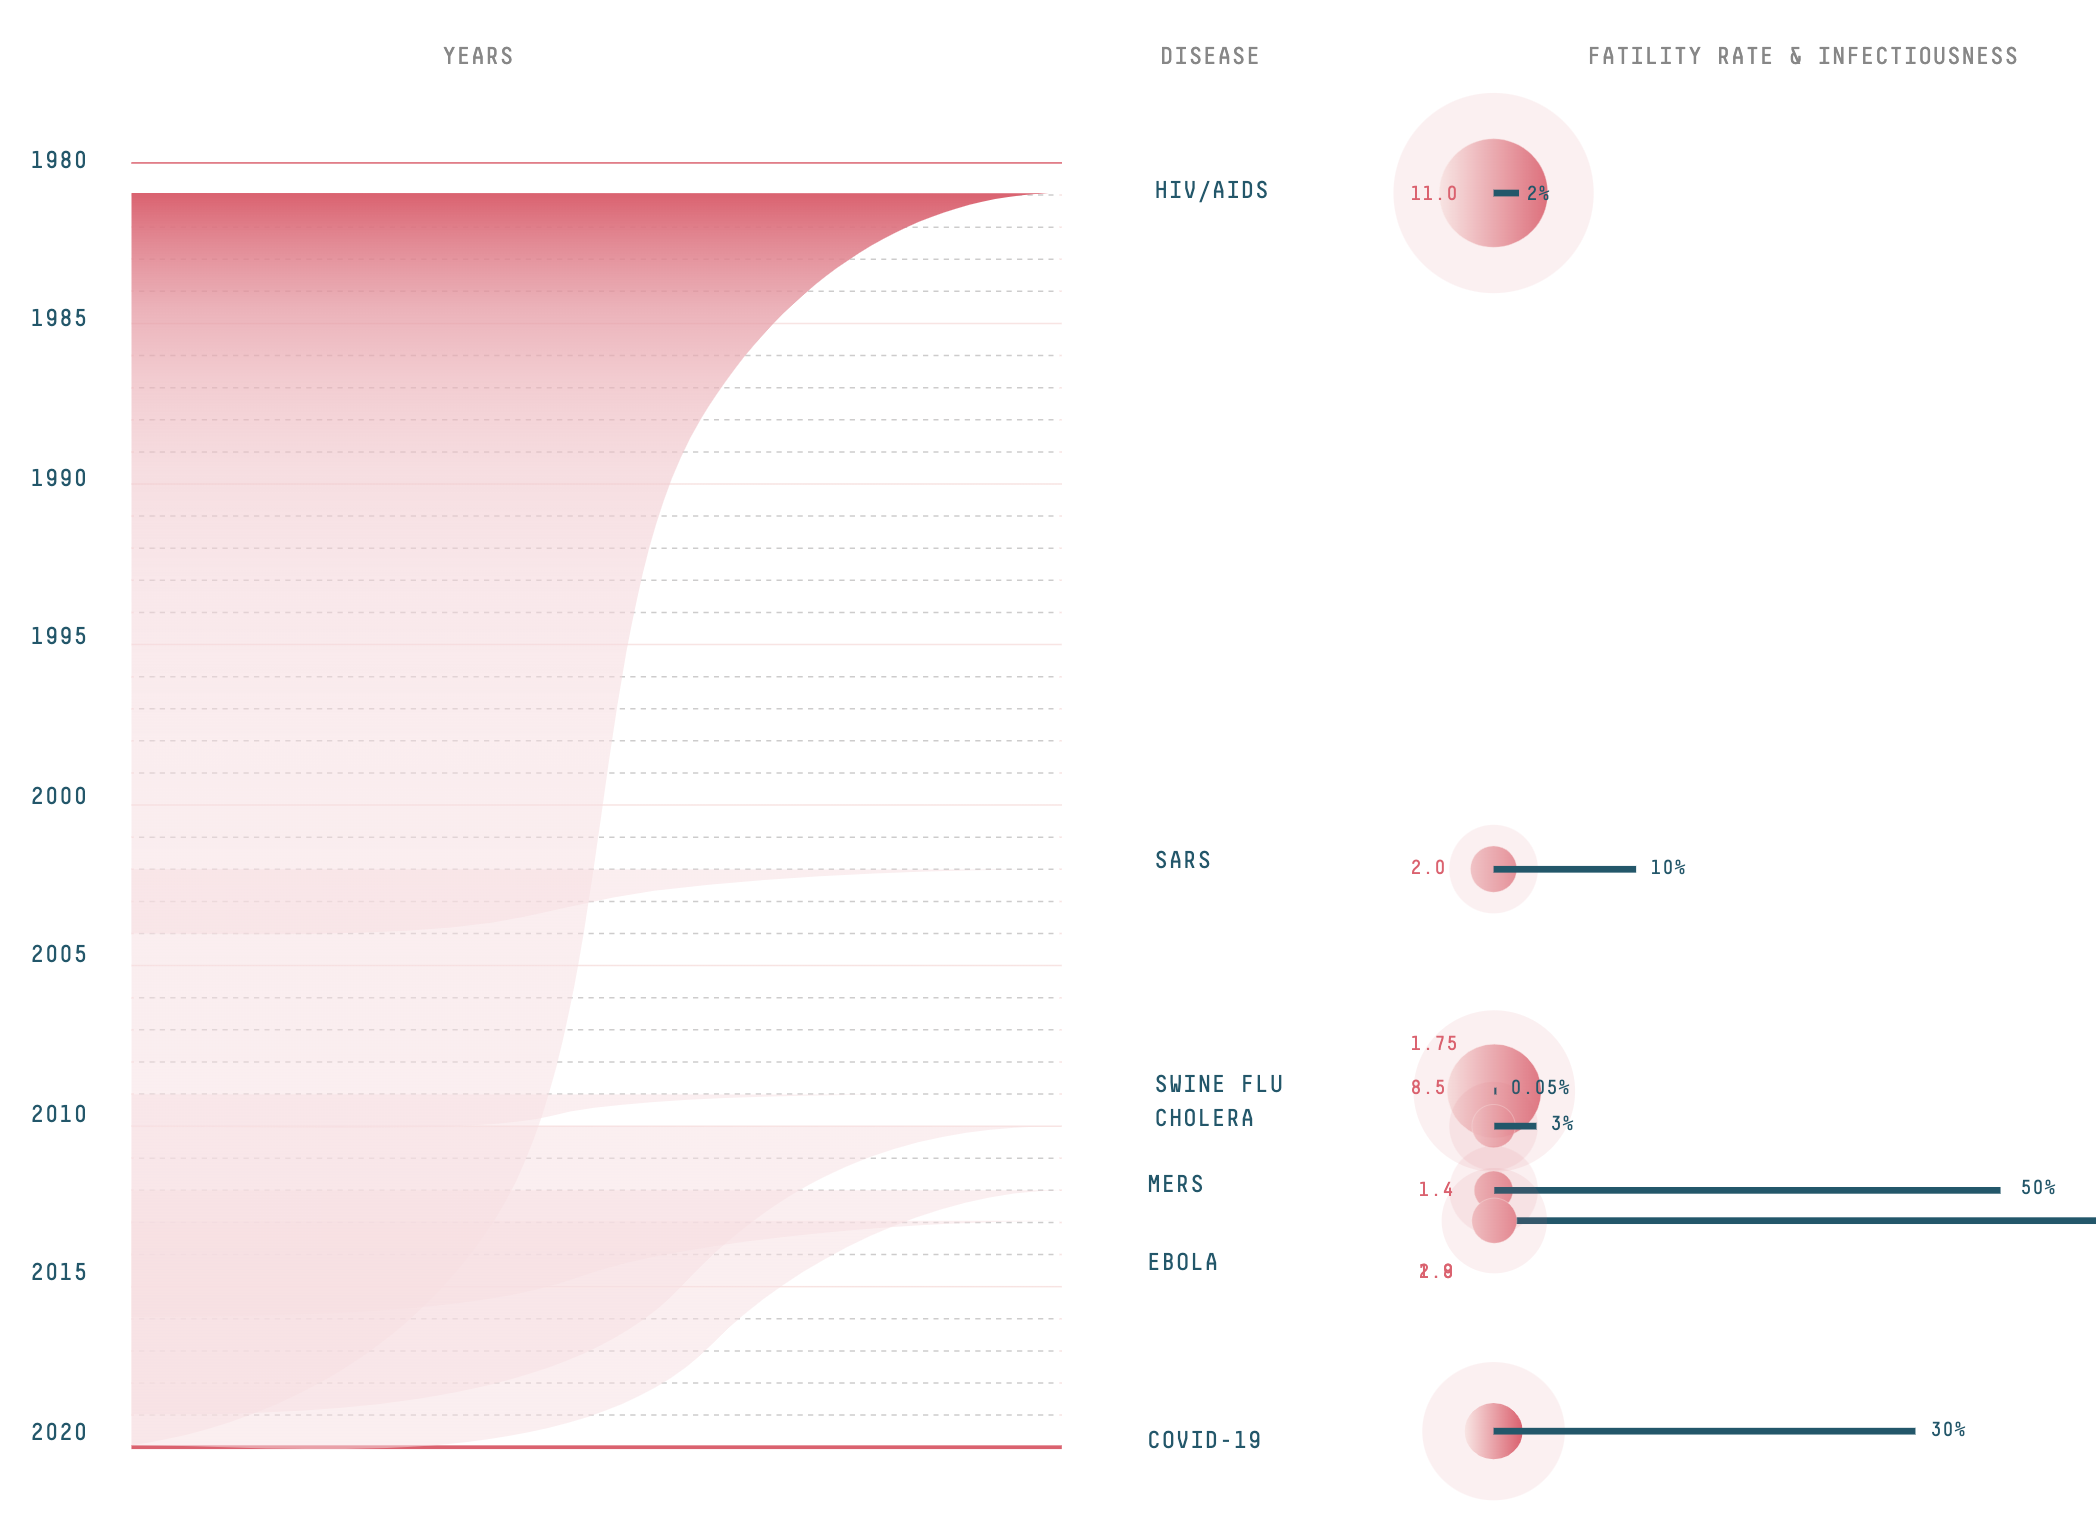 YEARS
DISEASE
FATILITY RATE & INFECTIOUSNESS
1980
HIV/AIDS
11.0
2%
1985
1990
1995
2000
SARS
2.0
10%
2005
1.75
SWINE FLU
8.5
0.05%
2010
CHOLERA
3%
MERS
1.4
50%
2015
EBOLA
2020
COVID-19
30%